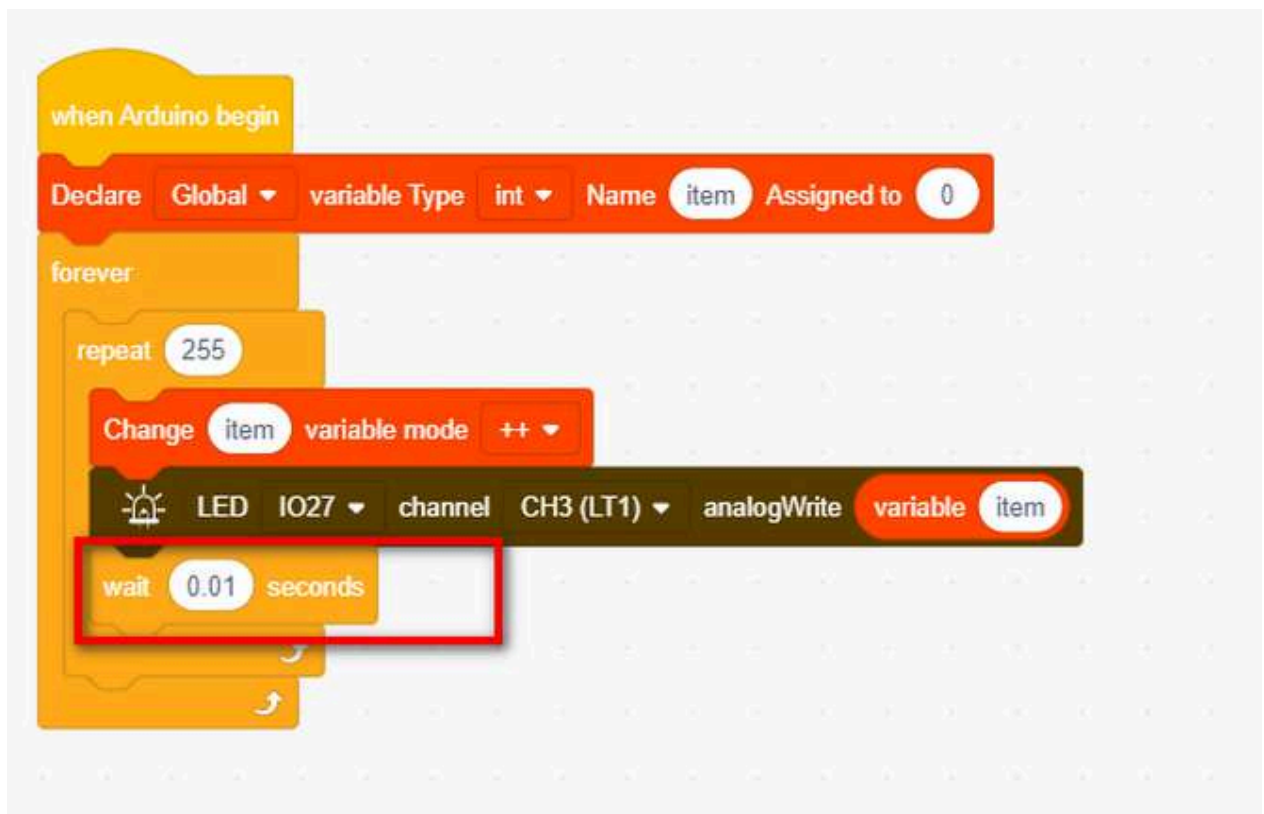 when Arduino begin
Declare Global variable Type int Name item Assigned to 0
forever
repeat 255
Change item variable mode ++
LED IO27 channel CH3 (LT1) analogWrite variable item
wait 0.01 seconds